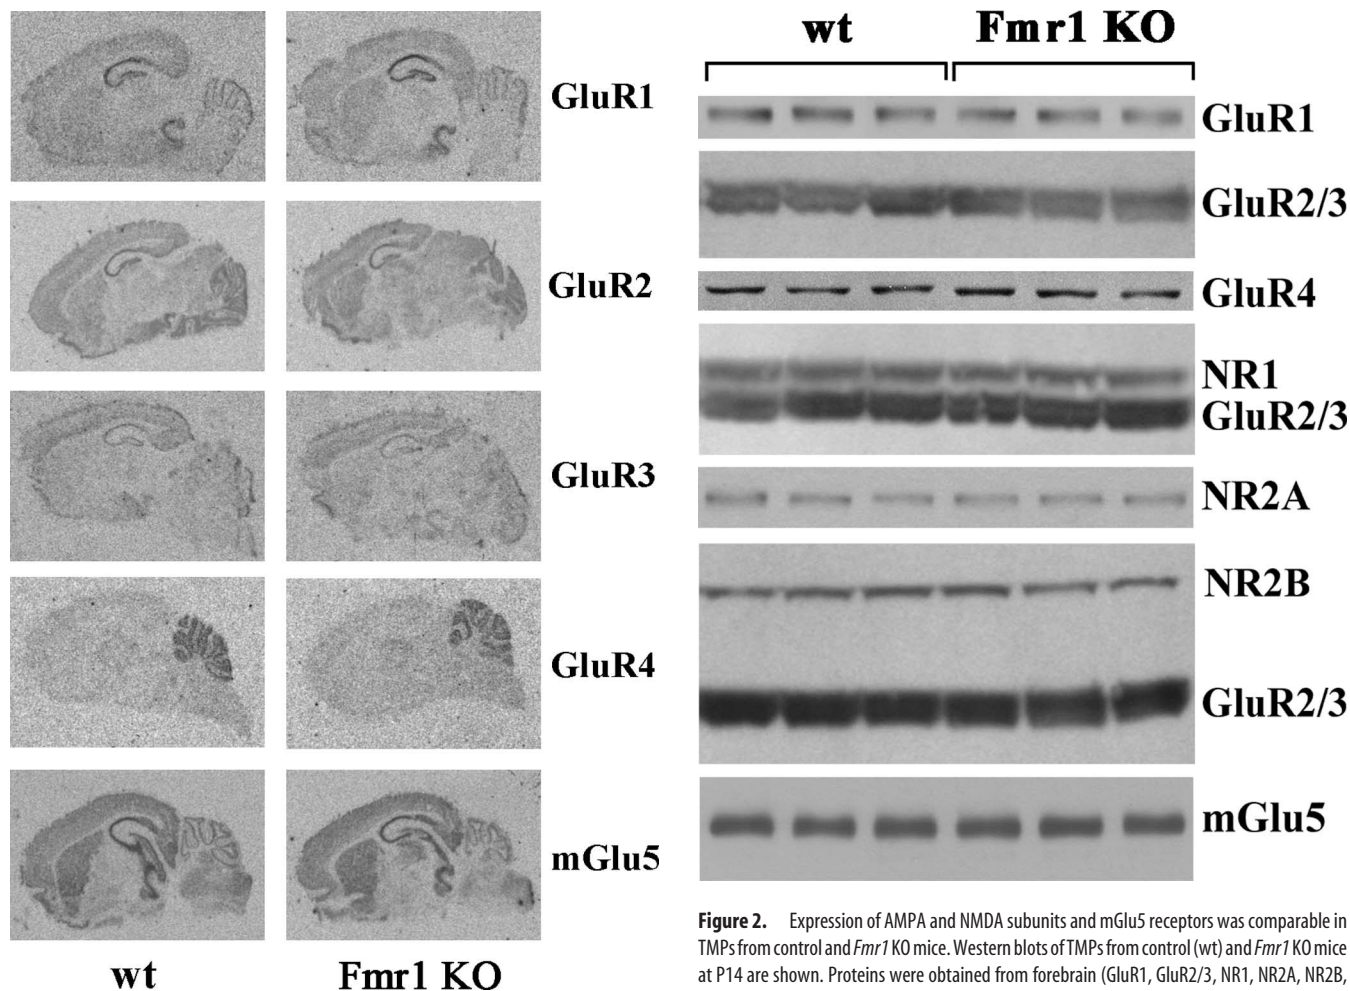 GluR1
GluR2
GluR3
GluR4
mGlu5
wt Fmr1 KO
wt Fmr1 KO
GluR1
GluR2/3
GluR4
NR1
GluR2/3
NR2A
NR2B
GluR2/3
mGlu5
Figure 2. Expression of AMPA and NMDA subunits and mGlu5 receptors was comparable in
TMPs from control and Fmr1 KO mice. Western blots of TMPs from control (wt) and Fmr1 KO mice
at P14 are shown. Proteins were obtained from forebrain (GluR1, GluR2/3, NR1, NR2A, NR2B,